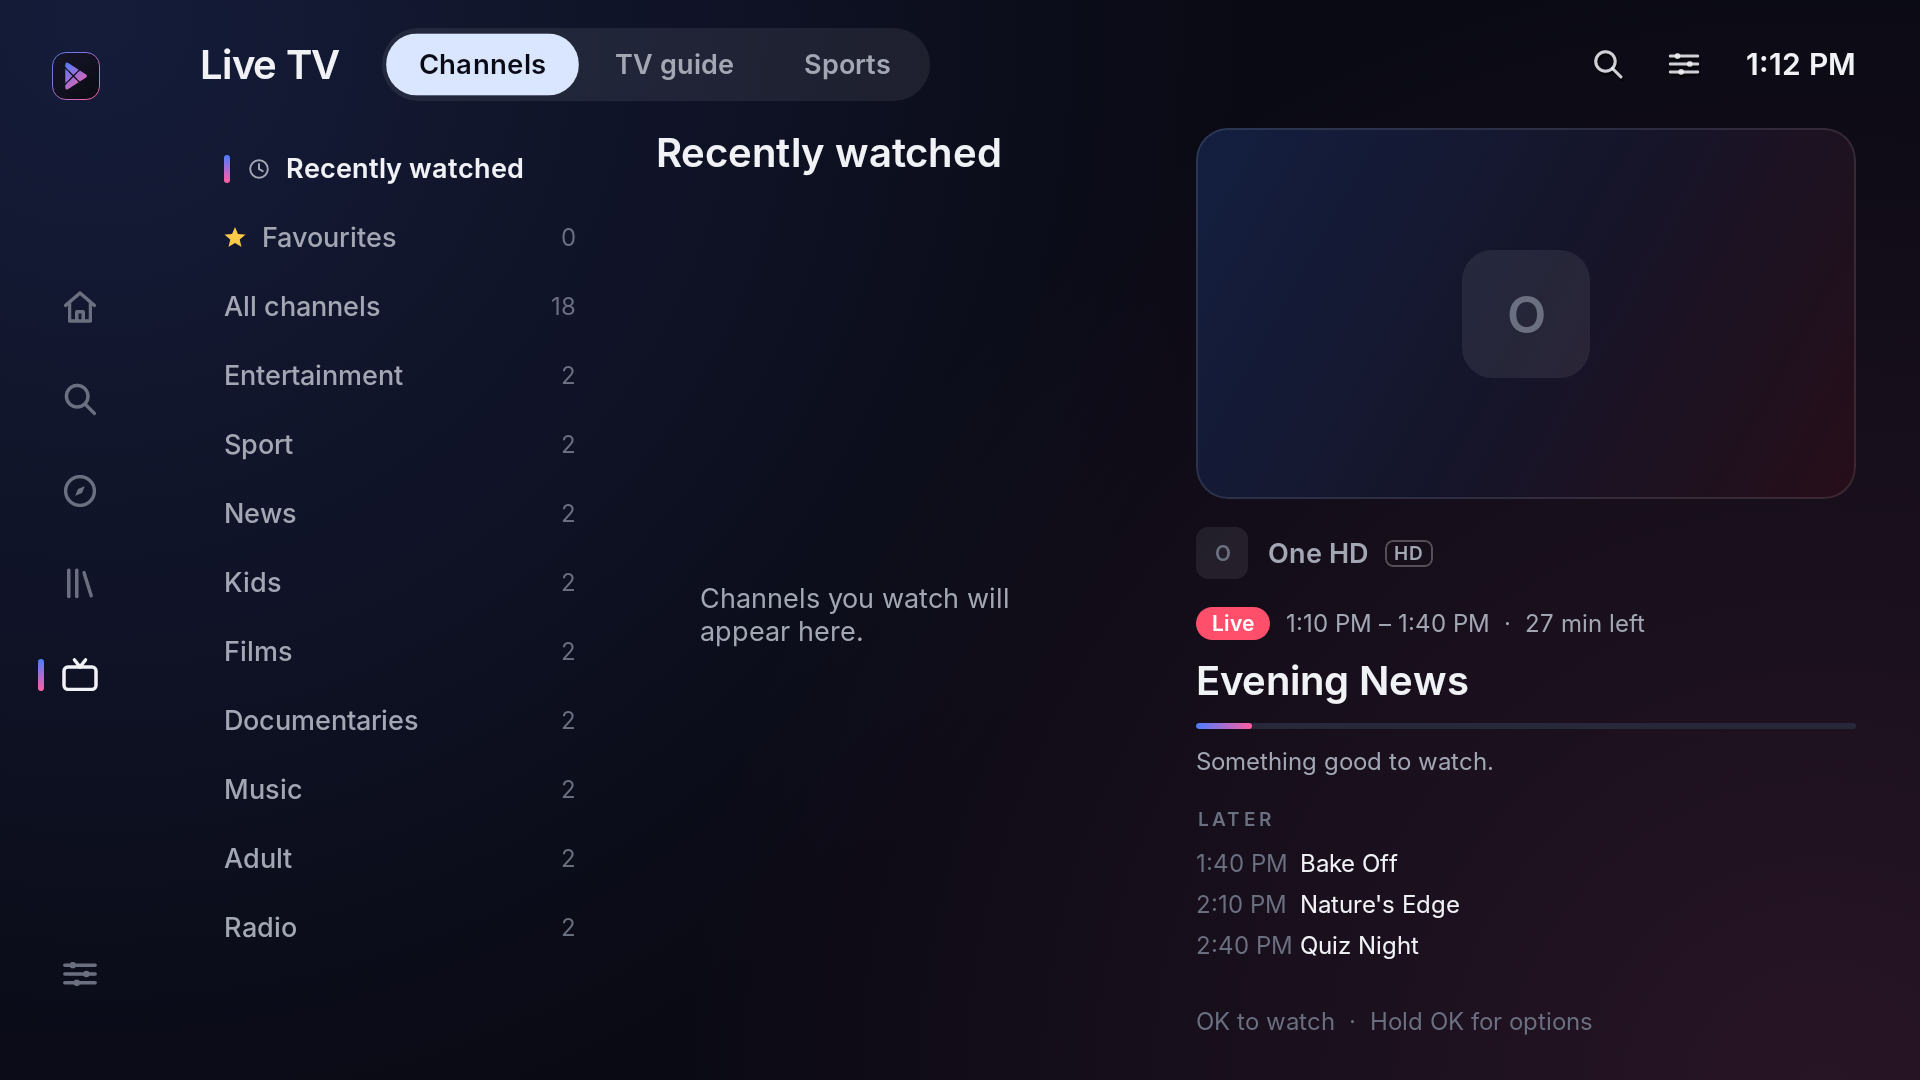 Live TV
Channels
TV guide
Sports
1:12 PM
Recently watched
Favourites 0
All channels 18
Entertainment 2
Sport 2
News 2
Kids 2
Films 2
Documentaries 2
Music 2
Adult 2
Radio 2
Recently watched
Channels you watch will
appear here.
O
O One HD HD
Live 1:10 PM – 1:40 PM · 27 min left
Evening News
Something good to watch.
LATER
1:40 PM Bake Off
2:10 PM Nature's Edge
2:40 PM Quiz Night
OK to watch · Hold OK for options